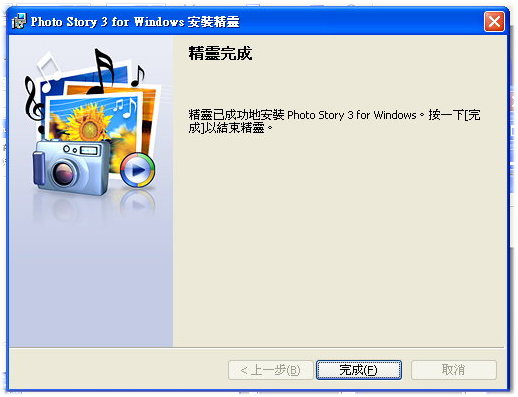 Photo Story 3 for Windows 安裝精靈
精靈完成
精靈已成功地安裝 Photo Story 3 for Windows。按一下[完
成]以結束精靈。
< 上一步(B)
完成(F)
取消